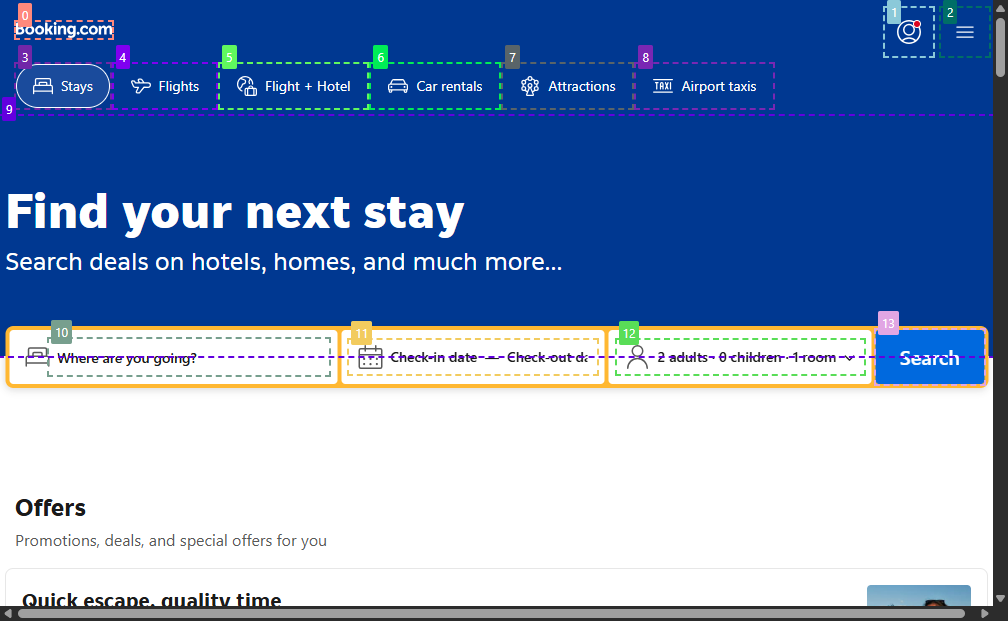 0
1
2
Booking.com
3
4
5
6
7
8
Stays
Flights
Flight + Hotel
Car rentals
Attractions
TAXI
Airport taxis
9
Find your next stay
Search deals on hotels, homes, and much more...
10
11
12
13
Where are you going?
Check-in date — Check-out da
2 adults · 0 children · 1 room
Search
Offers
Promotions, deals, and special offers for you
Quick escape, quality time